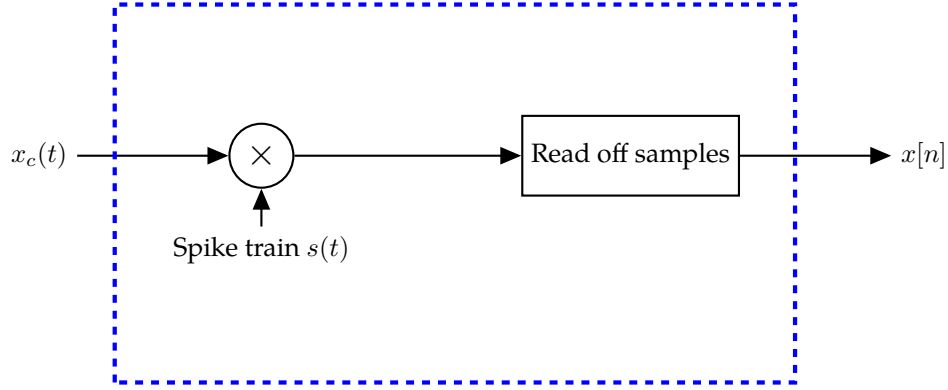 x_c(t)
×
Read off samples
x[n]
Spike train s(t)